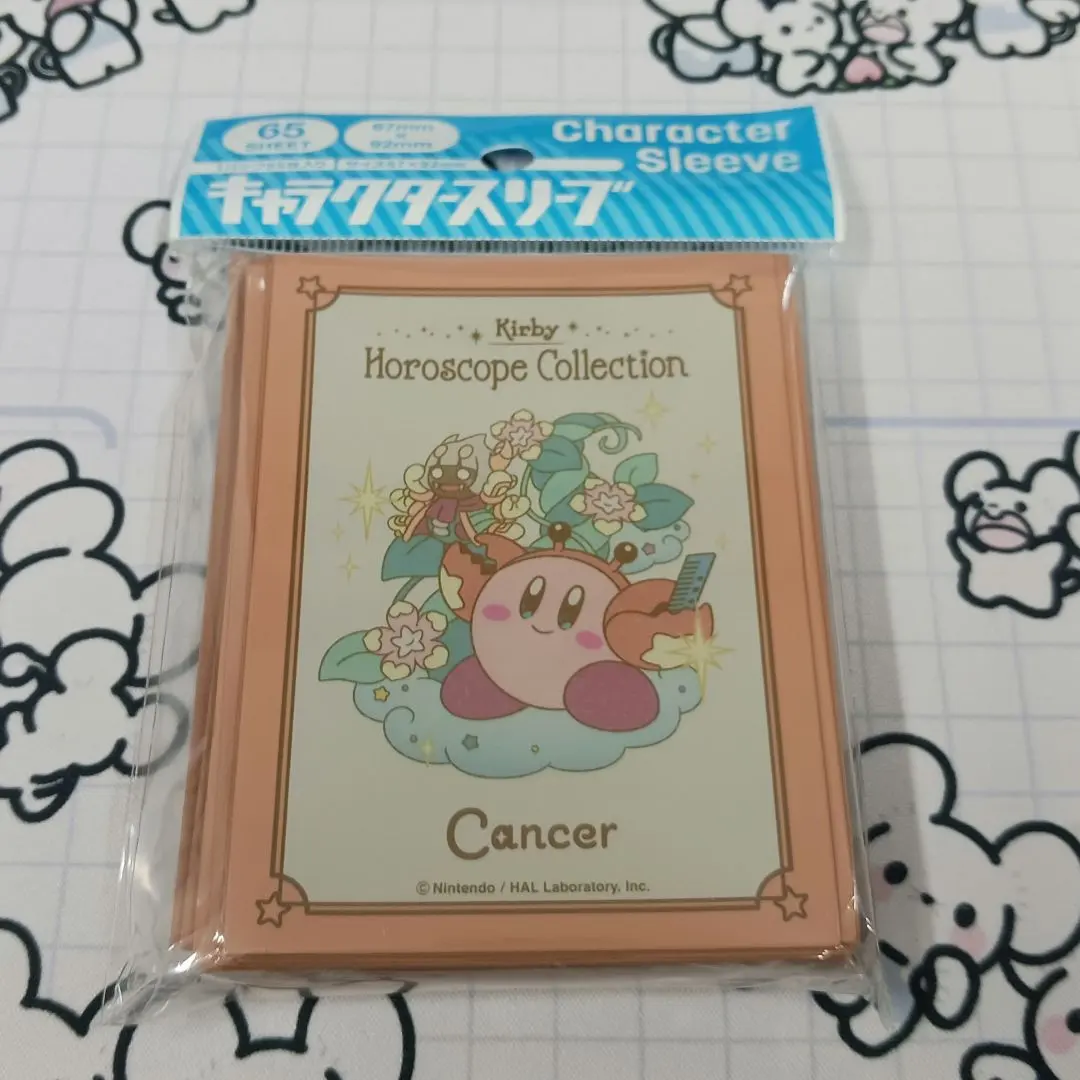 65
SHEET
67mm
×
92mm
Character
Sleeve
キャラクタースリーブ
Kirby
Horoscope Collection
Cancer
© Nintendo / HAL Laboratory, Inc.